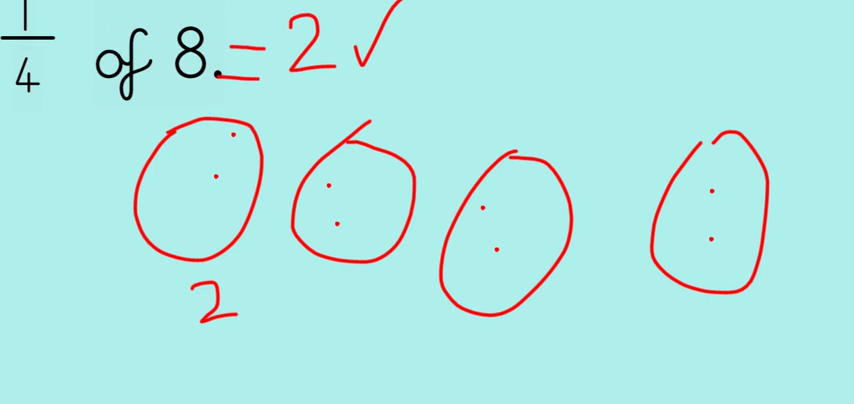 1/4 of 8. = 2 ✓
2